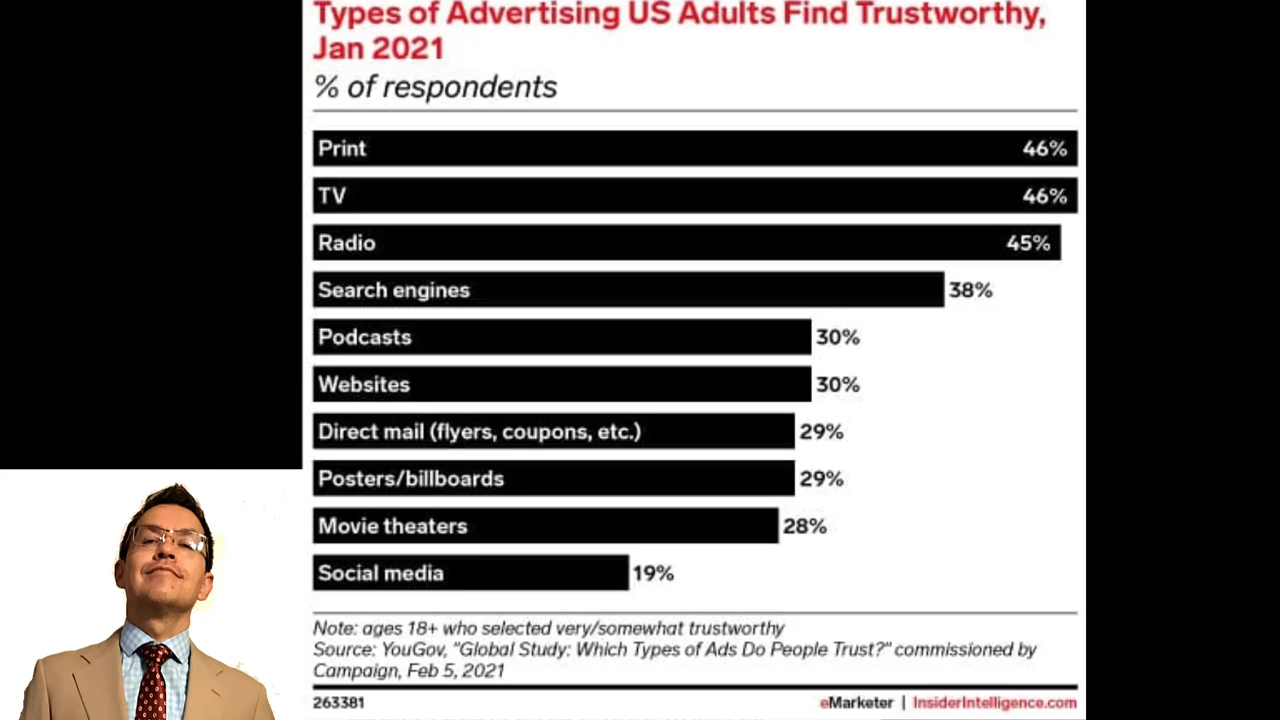 Types of Advertising US Adults Find Trustworthy,
Jan 2021
% of respondents
Print 46%
TV 46%
Radio 45%
Search engines 38%
Podcasts 30%
Websites 30%
Direct mail (flyers, coupons, etc.) 29%
Posters/billboards 29%
Movie theaters 28%
Social media 19%
Note: ages 18+ who selected very/somewhat trustworthy
Source: YouGov, "Global Study: Which Types of Ads Do People Trust?" commissioned by
Campaign, Feb 5, 2021
263381 eMarketer | InsiderIntelligence.com